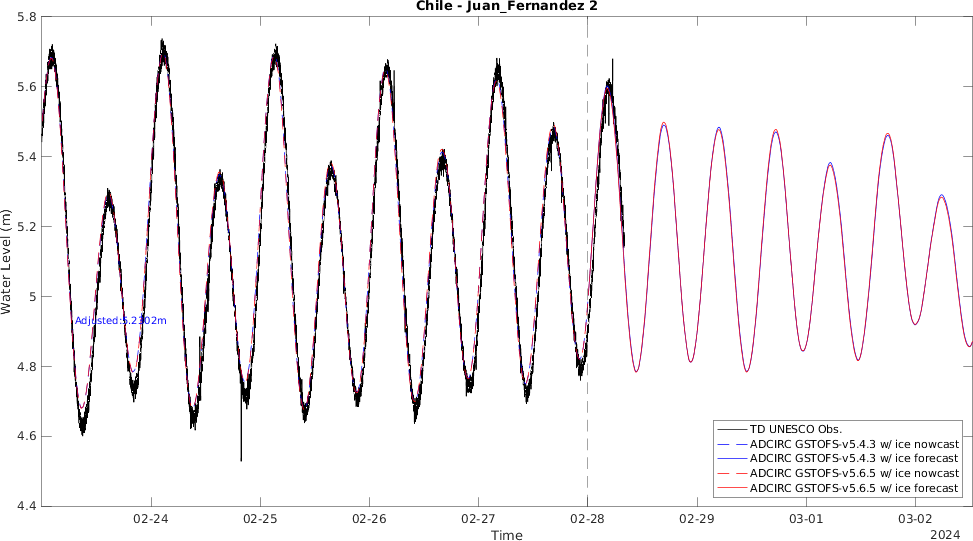 Chile - Juan_Fernandez 2
5.8
5.6
5.4
5.2
5
4.8
4.6
4.4
Water Level (m)
Adjusted:5.2302m
TD UNESCO Obs.
ADCIRC GSTOFS-v5.4.3 w/ ice nowcast
ADCIRC GSTOFS-v5.4.3 w/ ice forecast
ADCIRC GSTOFS-v5.6.5 w/ ice nowcast
ADCIRC GSTOFS-v5.6.5 w/ ice forecast
02-24 02-25 02-26 02-27 02-28 02-29 03-01 03-02
Time
2024